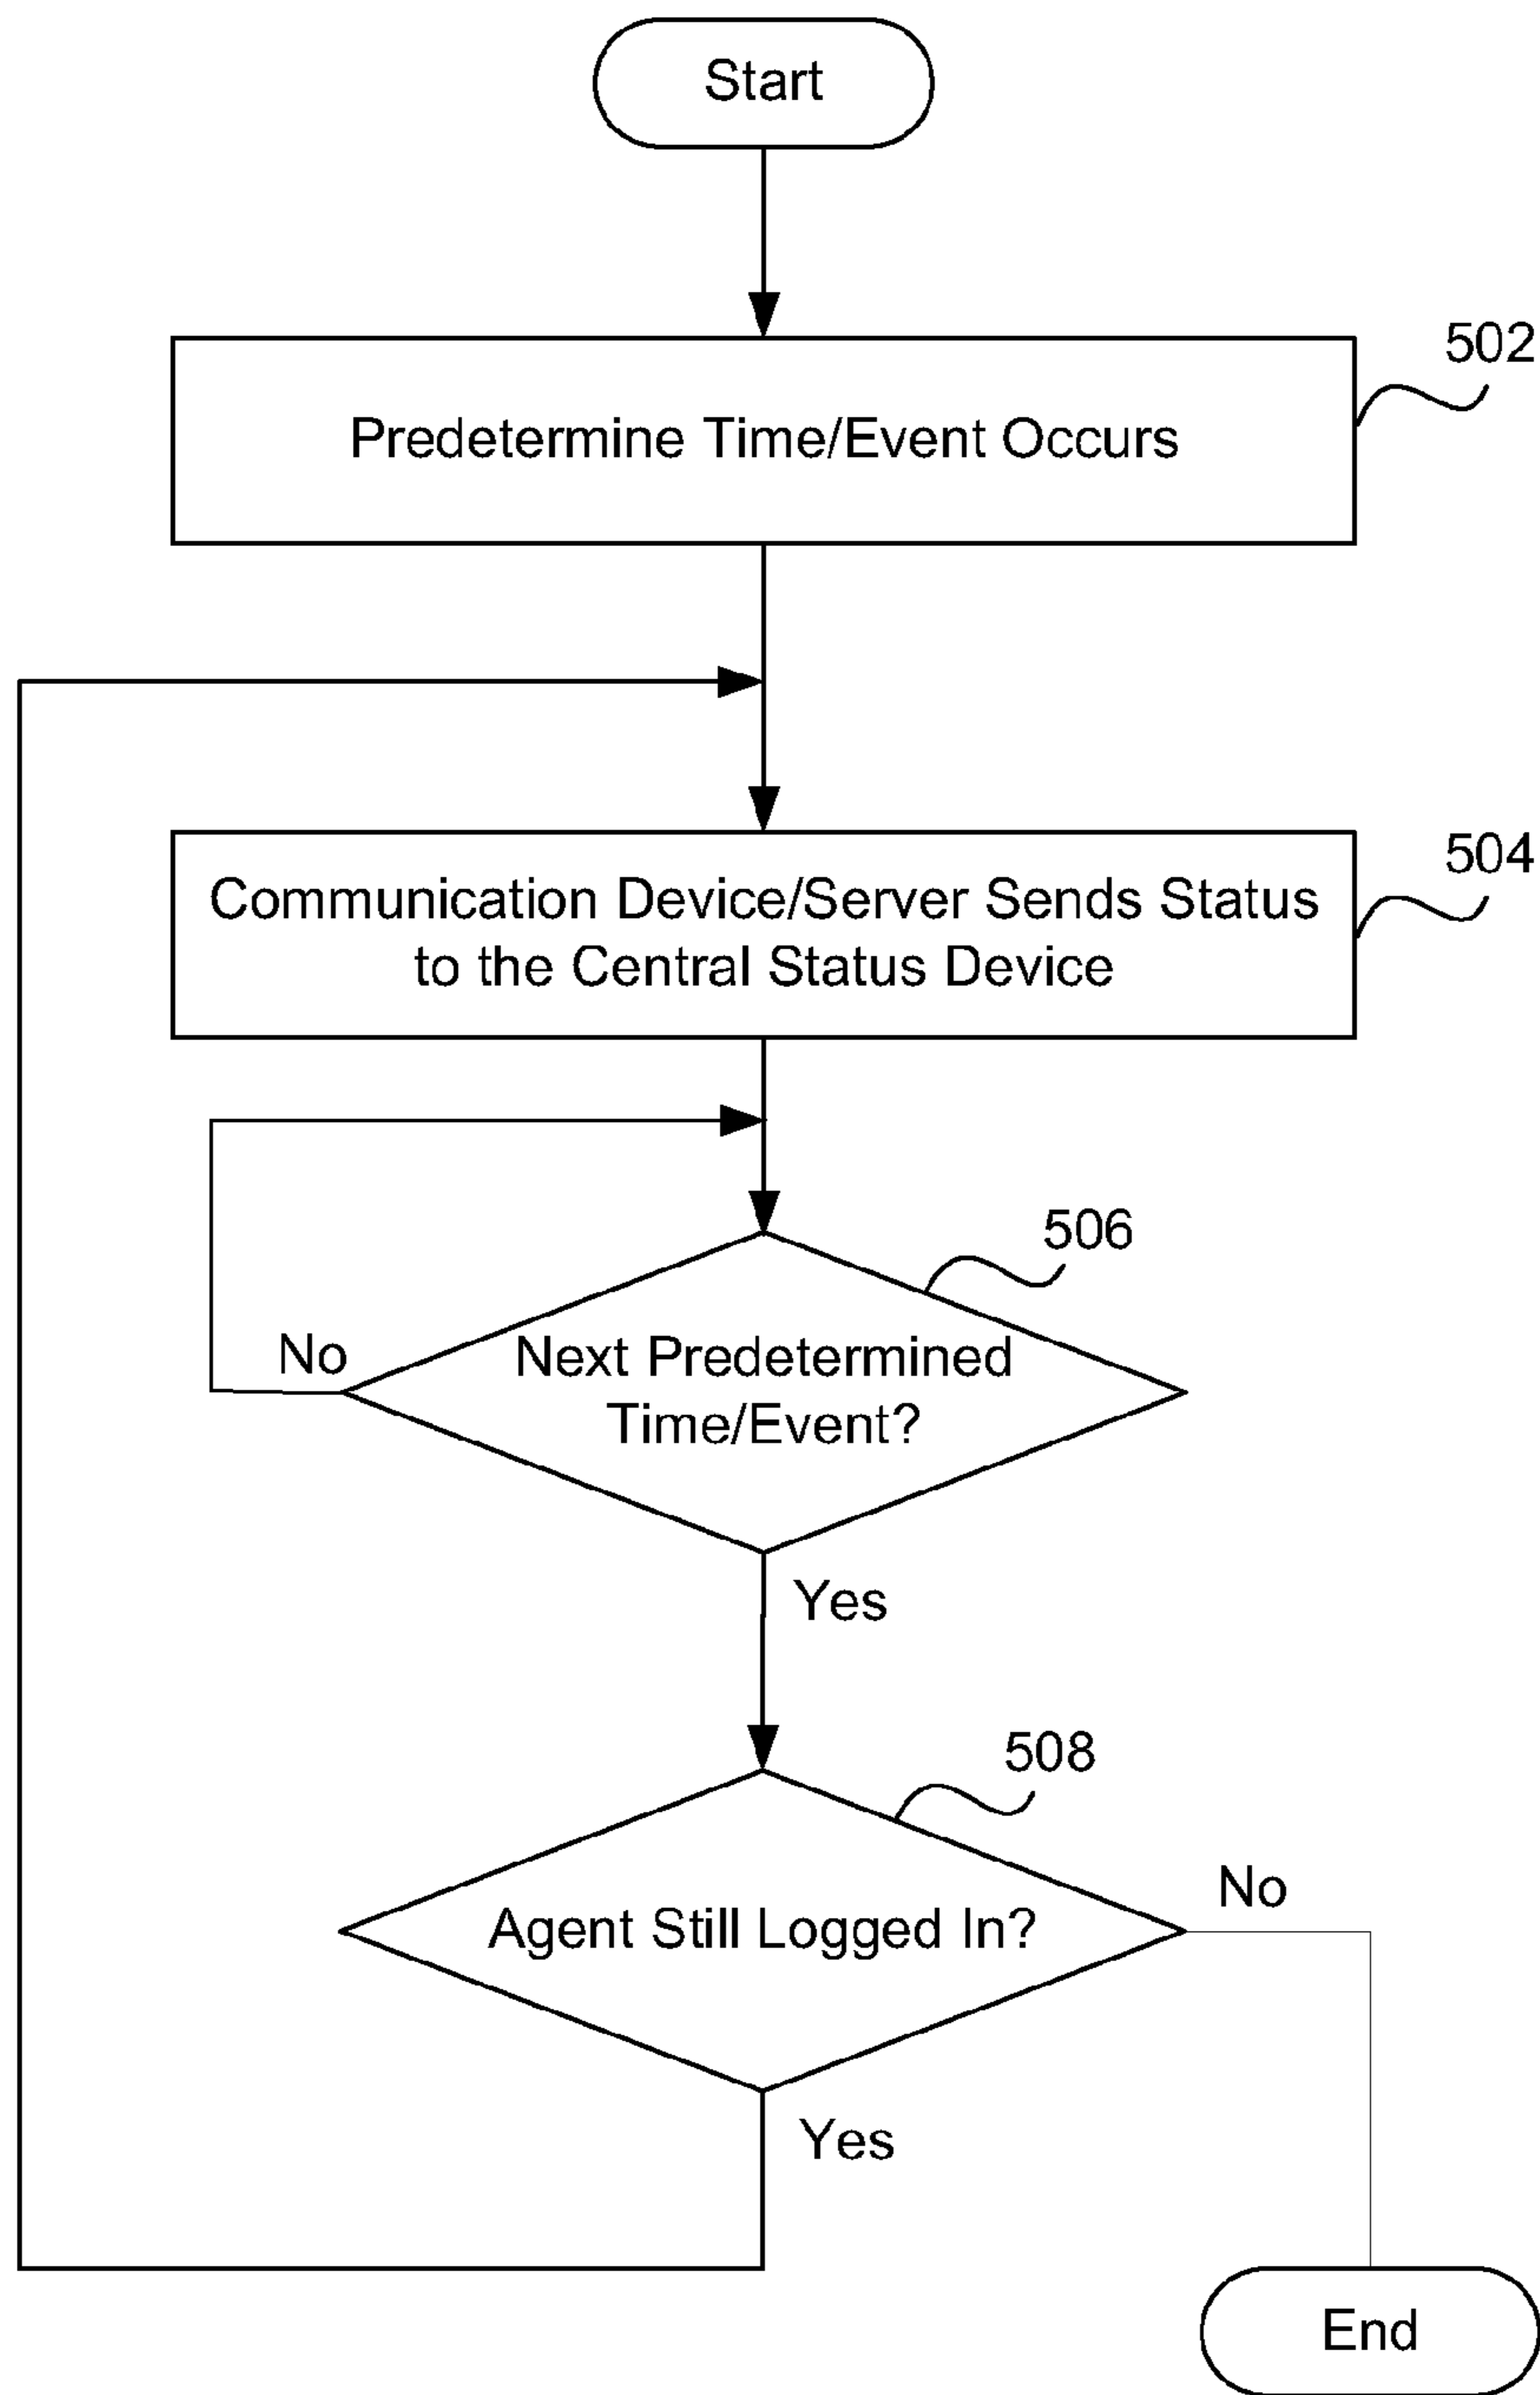 Start
502
Predetermine Time/Event Occurs
504
Communication Device/Server Sends Status
to the Central Status Device
506
No
Next Predetermined
Time/Event?
Yes
508
No
Agent Still Logged In?
Yes
End